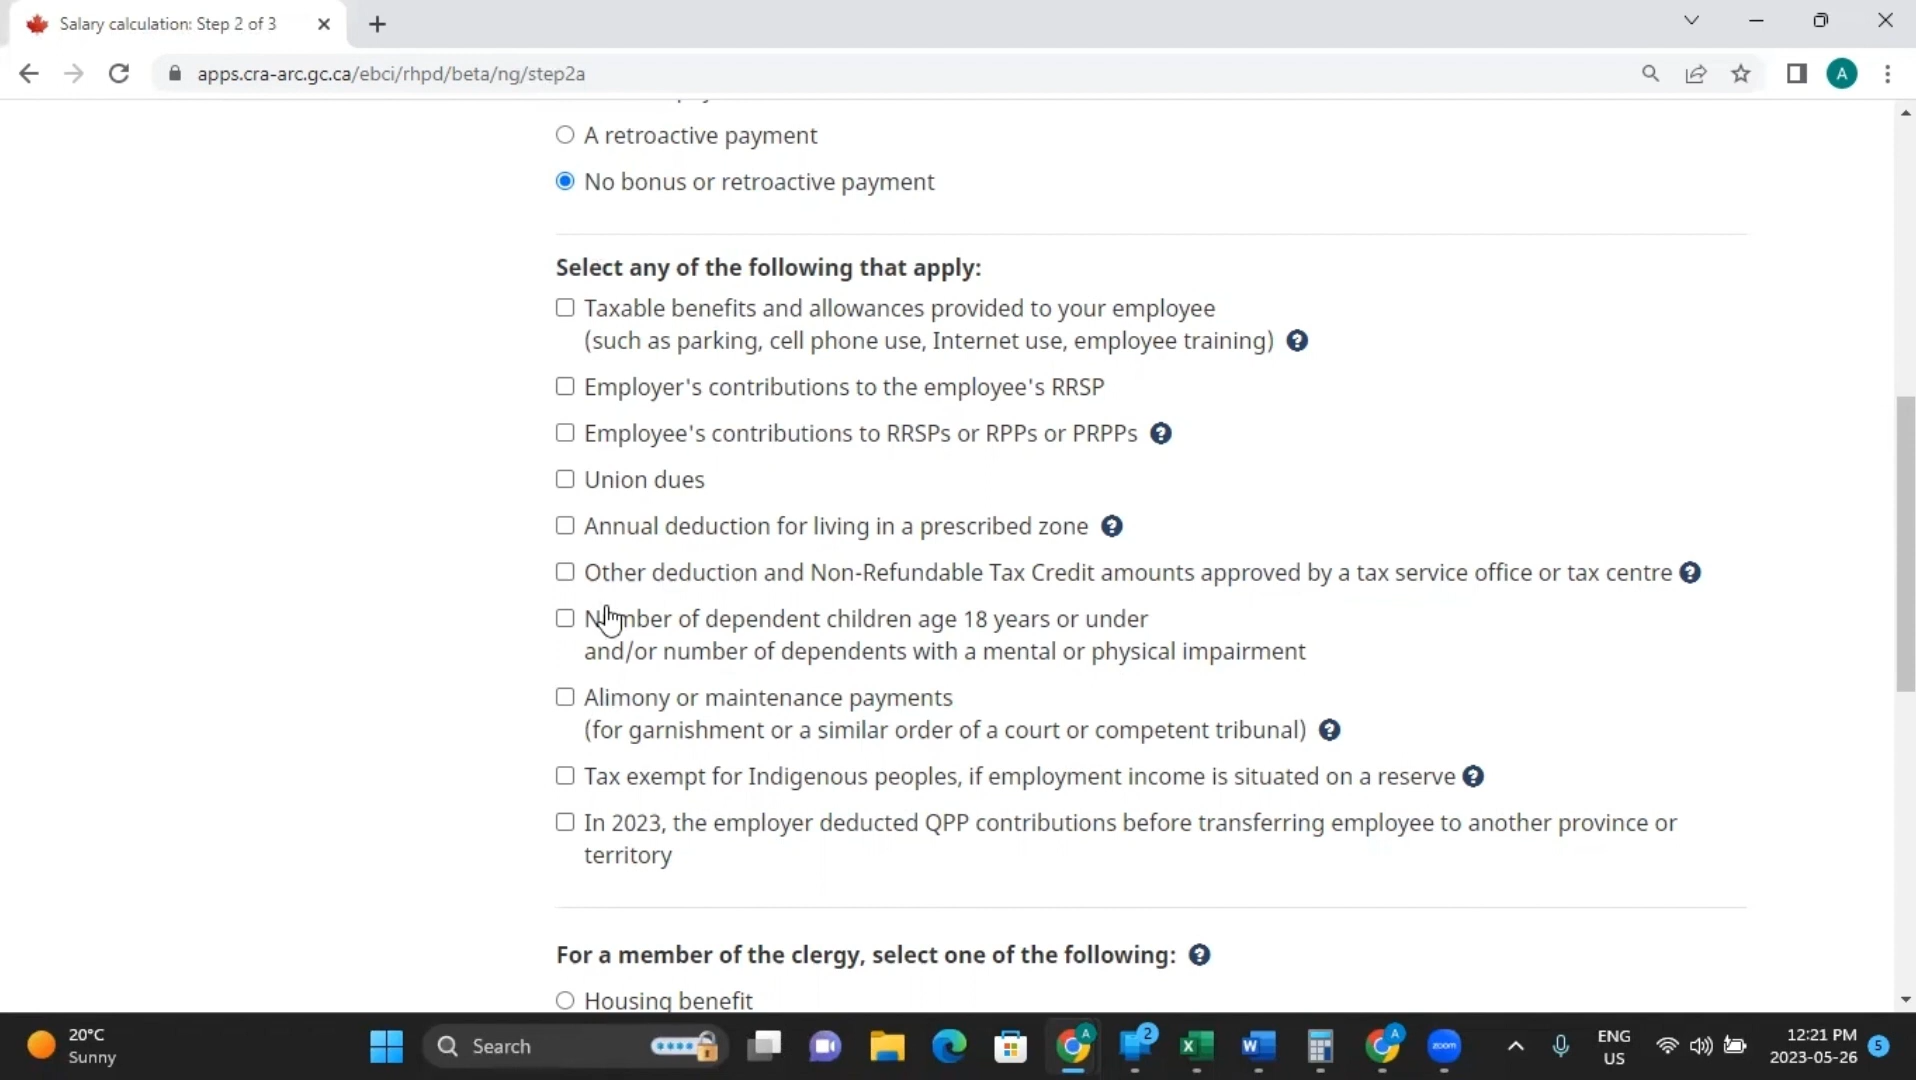 Salary calculation: Step 2 of 3
apps.cra-arc.gc.ca/ebci/rhpd/beta/ng/step2a
A
A retroactive payment
No bonus or retroactive payment
Select any of the following that apply:
Taxable benefits and allowances provided to your employee
(such as parking, cell phone use, Internet use, employee training) ?
Employer's contributions to the employee's RRSP
Employee's contributions to RRSPs or RPPs or PRPPs ?
Union dues
Annual deduction for living in a prescribed zone ?
Other deduction and Non-Refundable Tax Credit amounts approved by a tax service office or tax centre ?
Number of dependent children age 18 years or under
and/or number of dependents with a mental or physical impairment
Alimony or maintenance payments
(for garnishment or a similar order of a court or competent tribunal) ?
Tax exempt for Indigenous peoples, if employment income is situated on a reserve ?
In 2023, the employer deducted QPP contributions before transferring employee to another province or
territory
For a member of the clergy, select one of the following: ?
Housing benefit
20°C
Sunny
Search
A
2
X
W
A
zoom
ENG
US
12:21 PM
2023-05-26
5